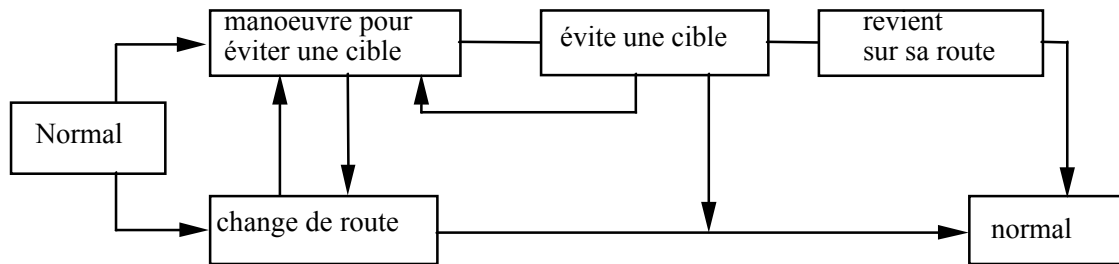 manoeuvre pour
éviter une cible
évite une cible
revient
sur sa route
Normal
change de route
normal